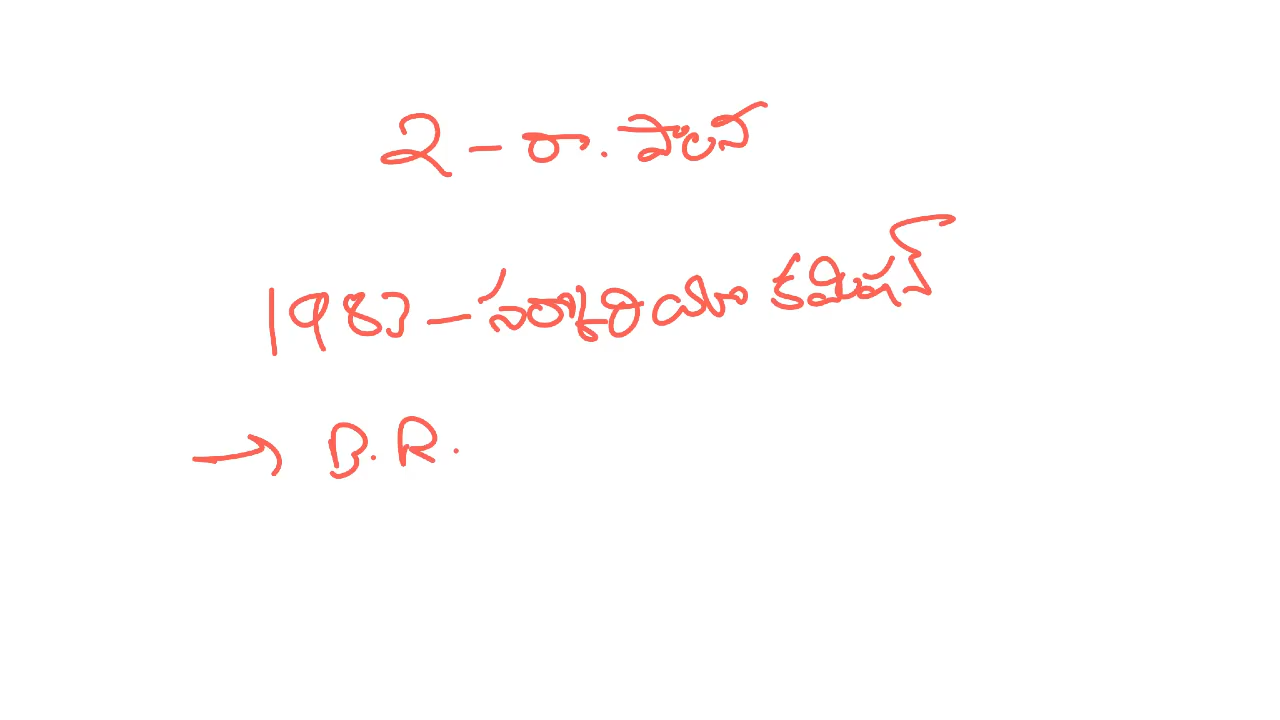 2 - రా. పాలన
1983 - సర్కారియా కమిషన్
→ B. R.